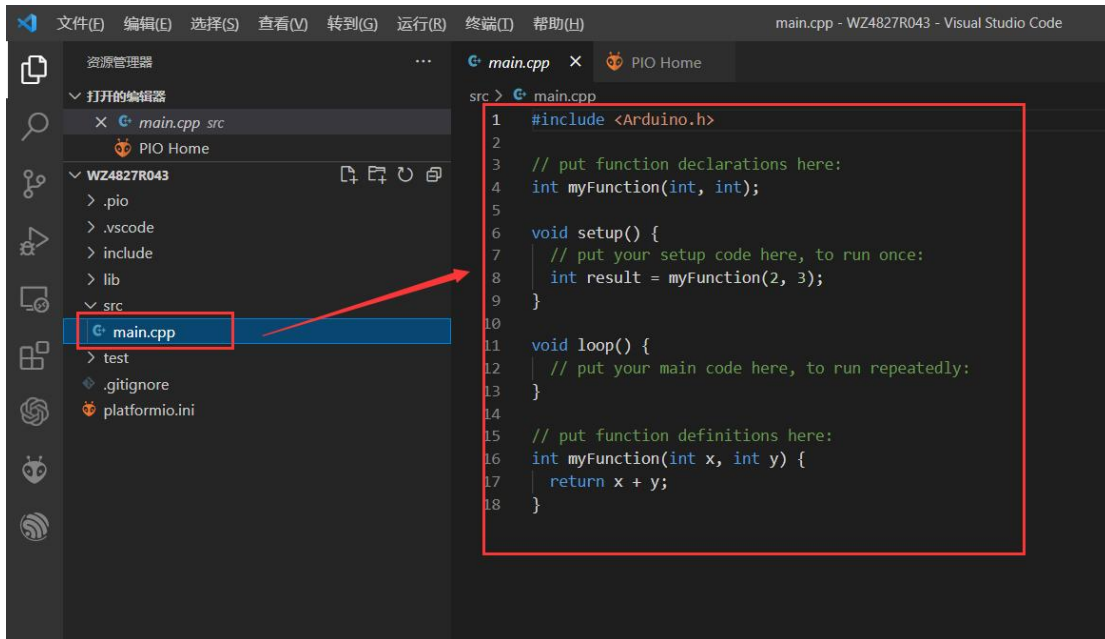 文件(F) 编辑(E) 选择(S) 查看(V) 转到(G) 运行(R) 终端(T) 帮助(H) main.cpp - WZ4827R043 - Visual Studio Code
资源管理器
打开的编辑器
main.cpp src
PIO Home
WZ4827R043
.pio
.vscode
include
lib
src
main.cpp
test
.gitignore
platformio.ini
main.cpp PIO Home
src > main.cpp
1 #include <Arduino.h>
2
3 // put function declarations here:
4 int myFunction(int, int);
5
6 void setup() {
7 // put your setup code here, to run once:
8 int result = myFunction(2, 3);
9 }
10
11 void loop() {
12 // put your main code here, to run repeatedly:
13 }
14
15 // put function definitions here:
16 int myFunction(int x, int y) {
17 return x + y;
18 }